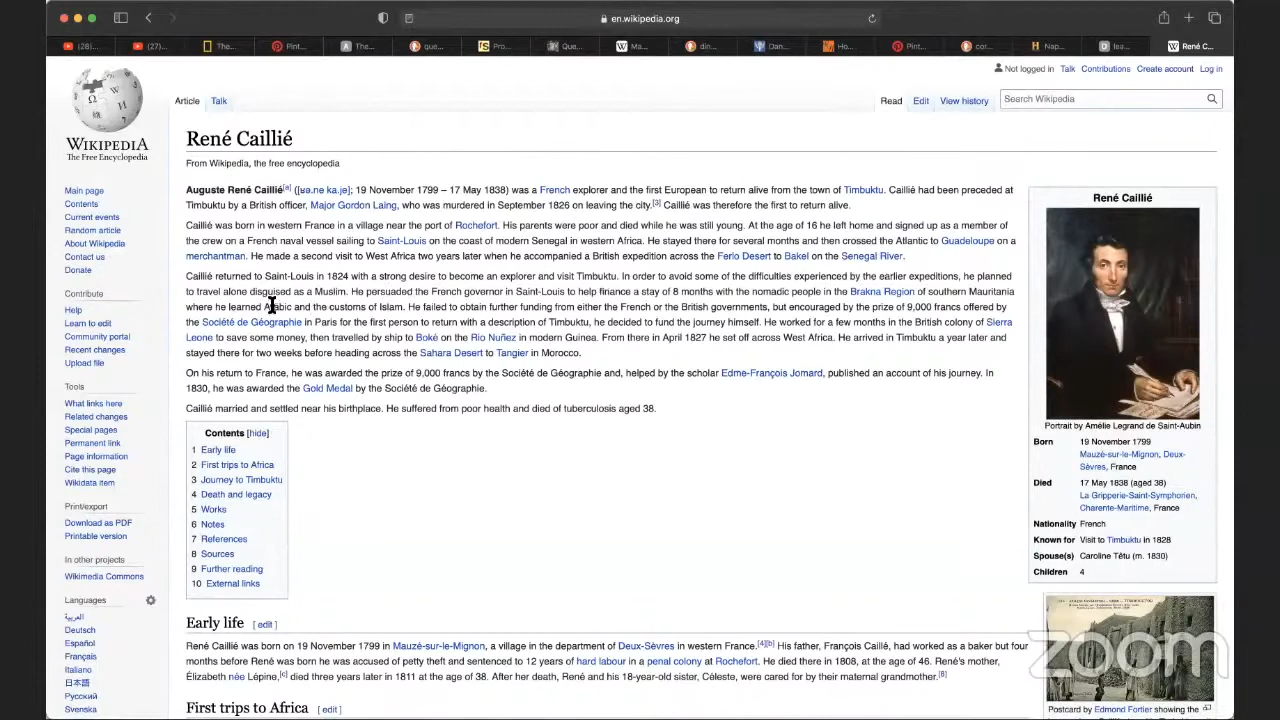 en.wikipedia.org
(28)...
(27)...
The...
Pint...
The...
que...
Pro...
Que...
Ma...
din...
Dan...
Ho...
Pint...
cor...
Nap...
lea...
René C...
Not logged in Talk Contributions Create account Log in
Article Talk
Read Edit View history
Search Wikipedia
WIKIPEDIA
The Free Encyclopedia
Main page
Contents
Current events
Random article
About Wikipedia
Contact us
Donate
Contribute
Help
Learn to edit
Community portal
Recent changes
Upload file
Tools
What links here
Related changes
Special pages
Permanent link
Page information
Cite this page
Wikidata item
Print/export
Download as PDF
Printable version
In other projects
Wikimedia Commons
Languages
العربية
Deutsch
Español
Français
Italiano
日本語
Русский
Svenska
René Caillié
From Wikipedia, the free encyclopedia
Auguste René Caillié[a] ([ʁəne kaje]; 19 November 1799 – 17 May 1838) was a French explorer and the first European to return alive from the town of Timbuktu. Caillié had been preceded at
Timbuktu by a British officer, Major Gordon Laing, who was murdered in September 1826 on leaving the city.[3] Caillié was therefore the first to return alive.
Caillié was born in western France in a village near the port of Rochefort. His parents were poor and died while he was still young. At the age of 16 he left home and signed up as a member of
the crew on a French naval vessel sailing to Saint-Louis on the coast of modern Senegal in western Africa. He stayed there for several months and then crossed the Atlantic to Guadeloupe on a
merchantman. He made a second visit to West Africa two years later when he accompanied a British expedition across the Ferlo Desert to Bakel on the Senegal River.
Caillié returned to Saint-Louis in 1824 with a strong desire to become an explorer and visit Timbuktu. In order to avoid some of the difficulties experienced by the earlier expeditions, he planned
to travel alone disguised as a Muslim. He persuaded the French governor in Saint-Louis to help finance a stay of 8 months with the nomadic people in the Brakna Region of southern Mauritania
where he learned Arabic and the customs of Islam. He failed to obtain further funding from either the French or the British governments, but encouraged by the prize of 9,000 francs offered by
the Société de Géographie in Paris for the first person to return with a description of Timbuktu, he decided to fund the journey himself. He worked for a few months in the British colony of Sierra
Leone to save some money, then travelled by ship to Boké on the Rio Nuñez in modern Guinea. From there in April 1827 he set off across West Africa. He arrived in Timbuktu a year later and
stayed there for two weeks before heading across the Sahara Desert to Tangier in Morocco.
On his return to France, he was awarded the prize of 9,000 francs by the Société de Géographie and, helped by the scholar Edme-François Jomard, published an account of his journey. In
1830, he was awarded the Gold Medal by the Société de Géographie.
Caillié married and settled near his birthplace. He suffered from poor health and died of tuberculosis aged 38.
Contents [hide]
1 Early life
2 First trips to Africa
3 Journey to Timbuktu
4 Death and legacy
5 Works
6 Notes
7 References
8 Sources
9 Further reading
10 External links
Early life [ edit ]
René Caillié was born on 19 November 1799 in Mauzé-sur-le-Mignon, a village in the department of Deux-Sèvres in western France.[4][b] His father, François Caillé, had worked as a baker but four
months before René was born he was accused of petty theft and sentenced to 12 years of hard labour in a penal colony at Rochefort. He died there in 1808, at the age of 46. René's mother,
Élizabeth née Lépine,[c] died three years later in 1811 at the age of 38. After her death, René and his 18-year-old sister, Céleste, were cared for by their maternal grandmother.[6]
First trips to Africa [ edit ]
René Caillié
Portrait by Amélie Legrand de Saint-Aubin
Born 19 November 1799
Mauzé-sur-le-Mignon, Deux-
Sèvres, France
Died 17 May 1838 (aged 38)
La Gripperie-Saint-Symphorien,
Charente-Maritime, France
Nationality French
Known for Visit to Timbuktu in 1828
Spouse(s) Caroline Têtu (m. 1830)
Children 4
Postcard by Edmond Fortier showing the
zoom